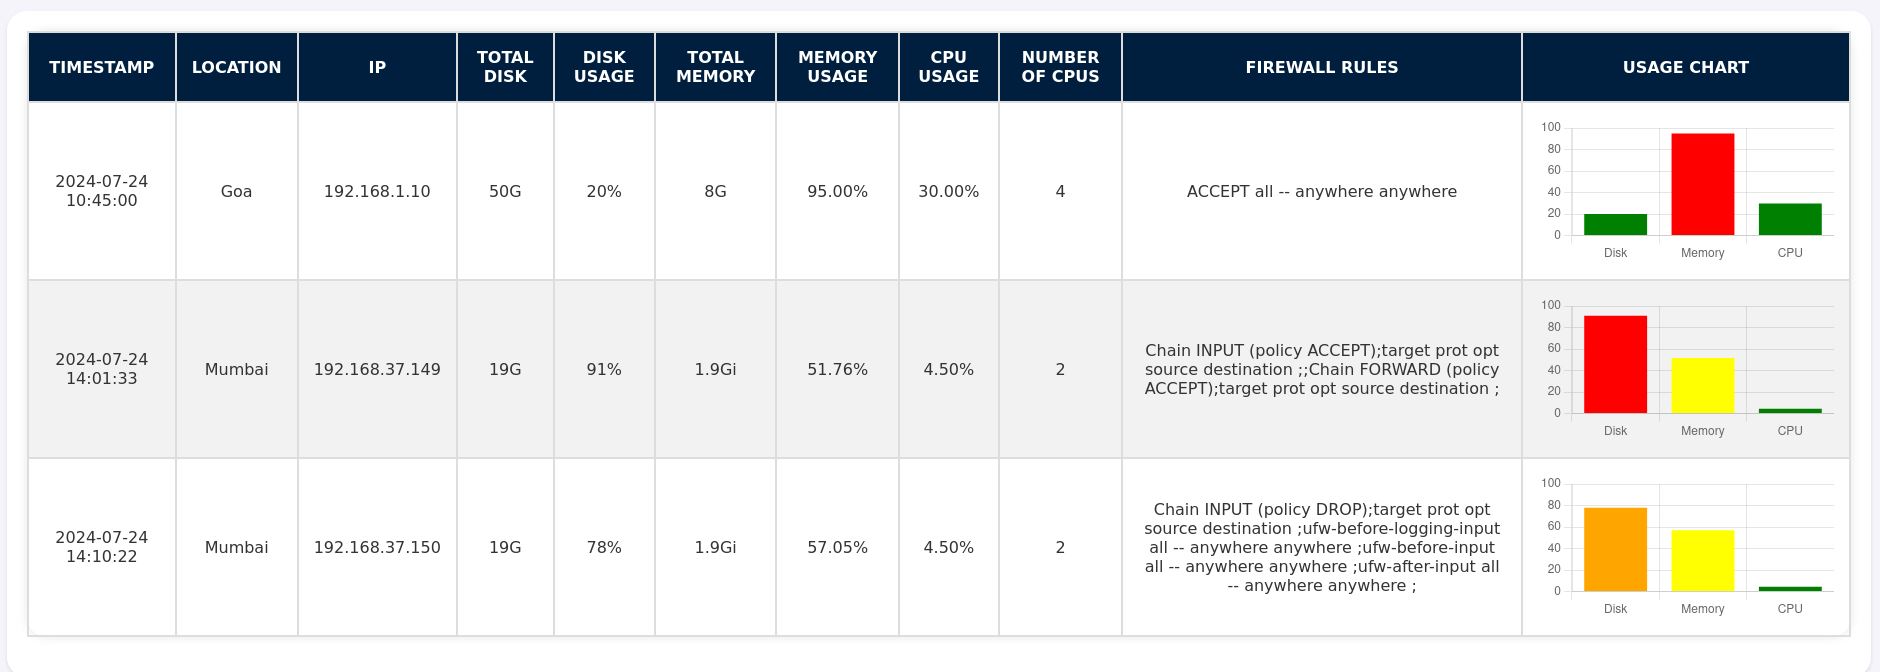 TIMESTAMP
LOCATION
IP
TOTAL
DISK
DISK
USAGE
TOTAL
MEMORY
MEMORY
USAGE
CPU
USAGE
NUMBER
OF CPUS
FIREWALL RULES
USAGE CHART
2024-07-24
10:45:00
Goa
192.168.1.10
50G
20%
8G
95.00%
30.00%
4
ACCEPT all -- anywhere anywhere
100
80
60
40
20
0
Disk
Memory
CPU
2024-07-24
14:01:33
Mumbai
192.168.37.149
19G
91%
1.9Gi
51.76%
4.50%
2
Chain INPUT (policy ACCEPT);target prot opt
source destination ;;Chain FORWARD (policy
ACCEPT);target prot opt source destination ;
100
80
60
40
20
0
Disk
Memory
CPU
2024-07-24
14:10:22
Mumbai
192.168.37.150
19G
78%
1.9Gi
57.05%
4.50%
2
Chain INPUT (policy DROP);target prot opt
source destination ;ufw-before-logging-input
all -- anywhere anywhere ;ufw-before-input
all -- anywhere anywhere ;ufw-after-input all
-- anywhere anywhere ;
100
80
60
40
20
0
Disk
Memory
CPU